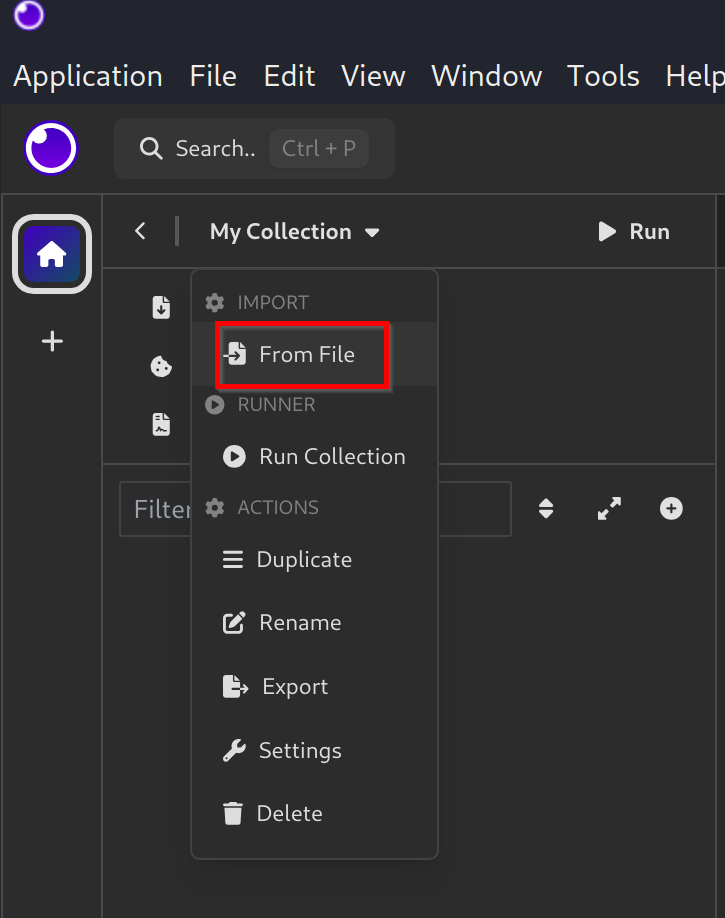 Application File Edit View Window Tools Help
Search.. Ctrl + P
My Collection Run
IMPORT
From File
RUNNER
Run Collection
Filter
ACTIONS
Duplicate
Rename
Export
Settings
Delete